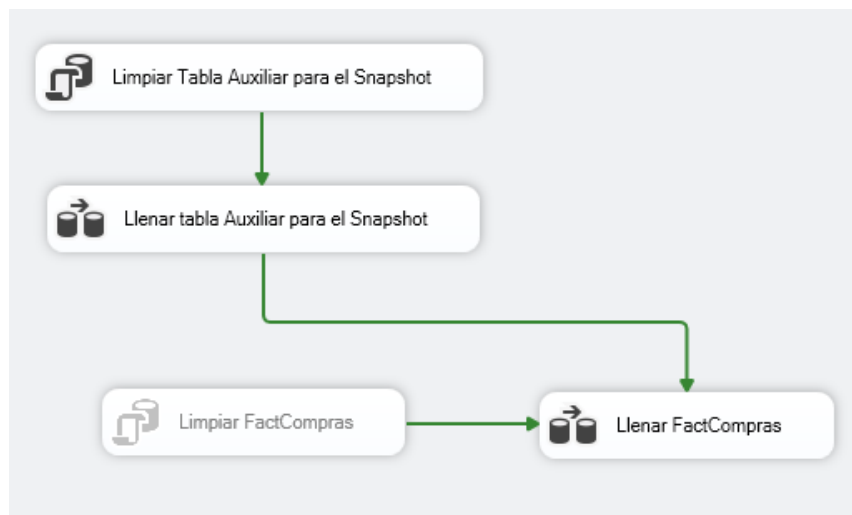 Limpiar Tabla Auxiliar para el Snapshot
Llenar tabla Auxiliar para el Snapshot
Limpiar FactCompras
Llenar FactCompras